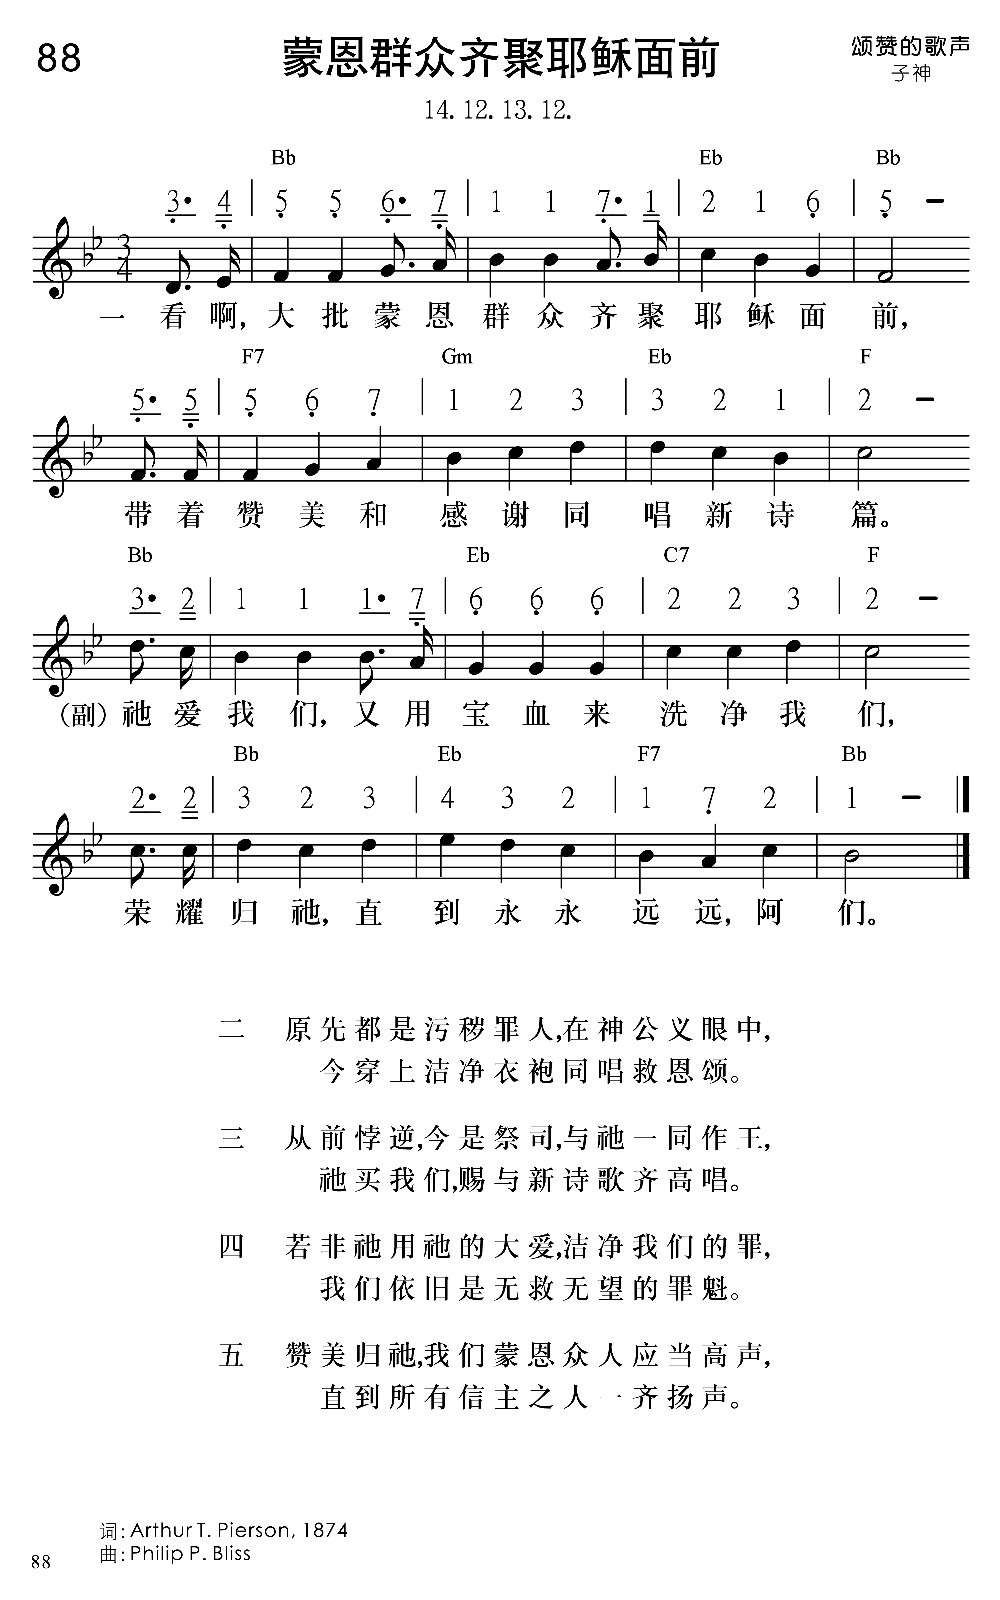 88
蒙恩群众齐聚耶稣面前
颂赞的歌声
子神
14. 12. 13. 12.
Bb Eb Bb
3· 4 | 5 5 6· 7 | 1 1 7· 1 | 2 1 6 | 5 –
3 4
一 看啊,大批蒙恩群众齐聚耶稣面前,
F7 Gm Eb F
5· 5 | 5 6 7 | 1 2 3 | 3 2 1 | 2 –
带着赞美和感谢同唱新诗篇。
Bb Eb C7 F
3· 2 | 1 1 1· 7 | 6 6 6 | 2 2 3 | 2 –
(副)祂爱我们,又用宝血来洗净我们,
Bb Eb F7 Bb
2· 2 | 3 2 3 | 4 3 2 | 1 7 2 | 1 –
荣耀归祂,直到永永远远,阿们。
二 原先都是污秽罪人,在神公义眼中,
今穿上洁净衣袍同唱救恩颂。
三 从前悖逆,今是祭司,与祂一同作王,
祂买我们,赐与新诗歌齐高唱。
四 若非祂用祂的大爱,洁净我们的罪,
我们依旧是无救无望的罪魁。
五 赞美归祂,我们蒙恩众人应当高声,
直到所有信主之人一齐扬声。
词: Arthur T. Pierson, 1874
曲: Philip P. Bliss
88